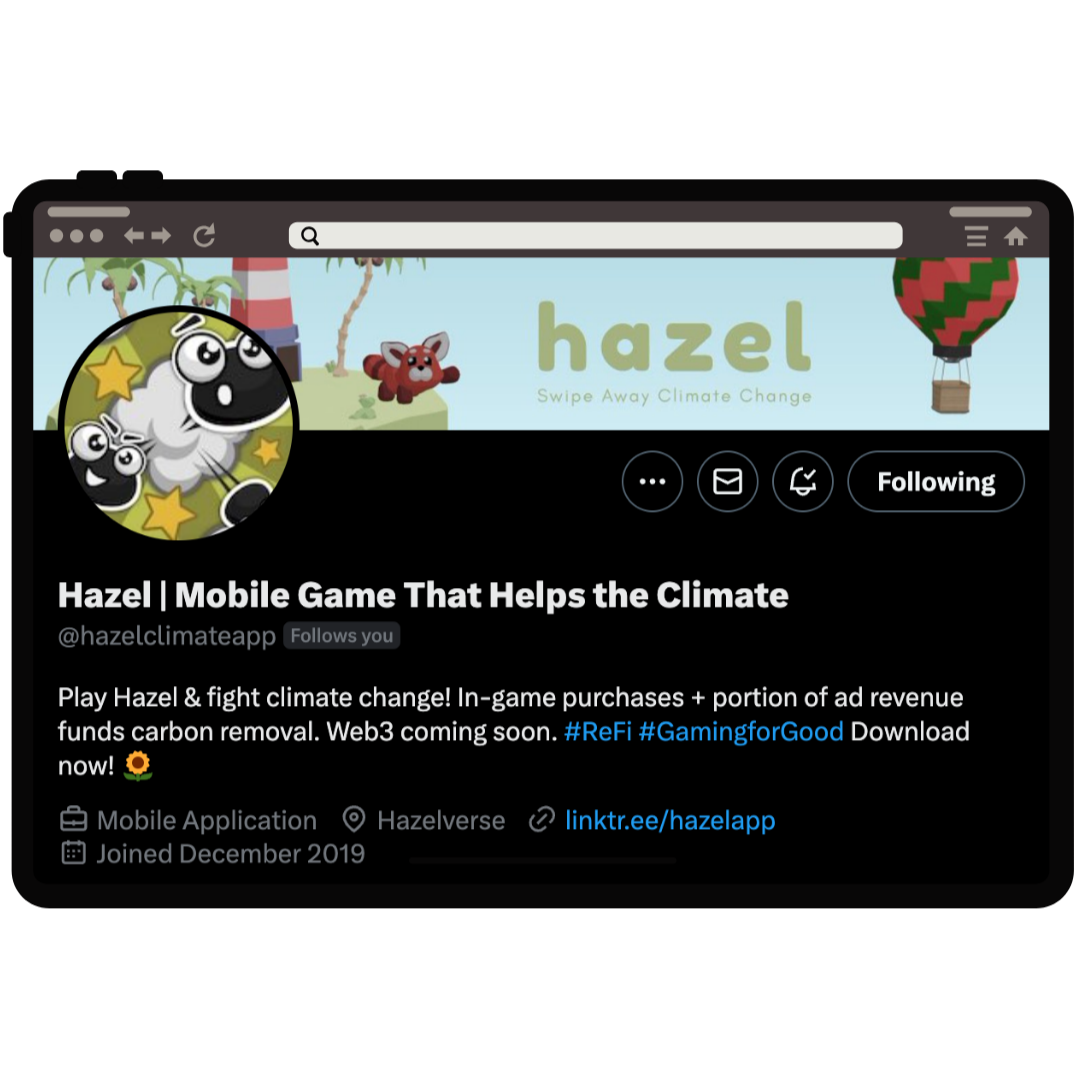 hazel
Swipe Away Climate Change
Following
Hazel | Mobile Game That Helps the Climate
@hazelclimateapp Follows you
Play Hazel & fight climate change! In-game purchases + portion of ad revenue
funds carbon removal. Web3 coming soon. #ReFi #GamingforGood Download
now! 🌻
Mobile Application Hazelverse linktr.ee/hazelapp
Joined December 2019